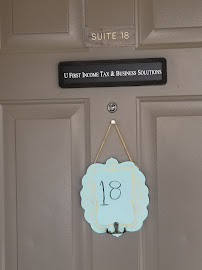 SUITE 18
U FIRST INCOME TAX & BUSINESS SOLUTIONS
18